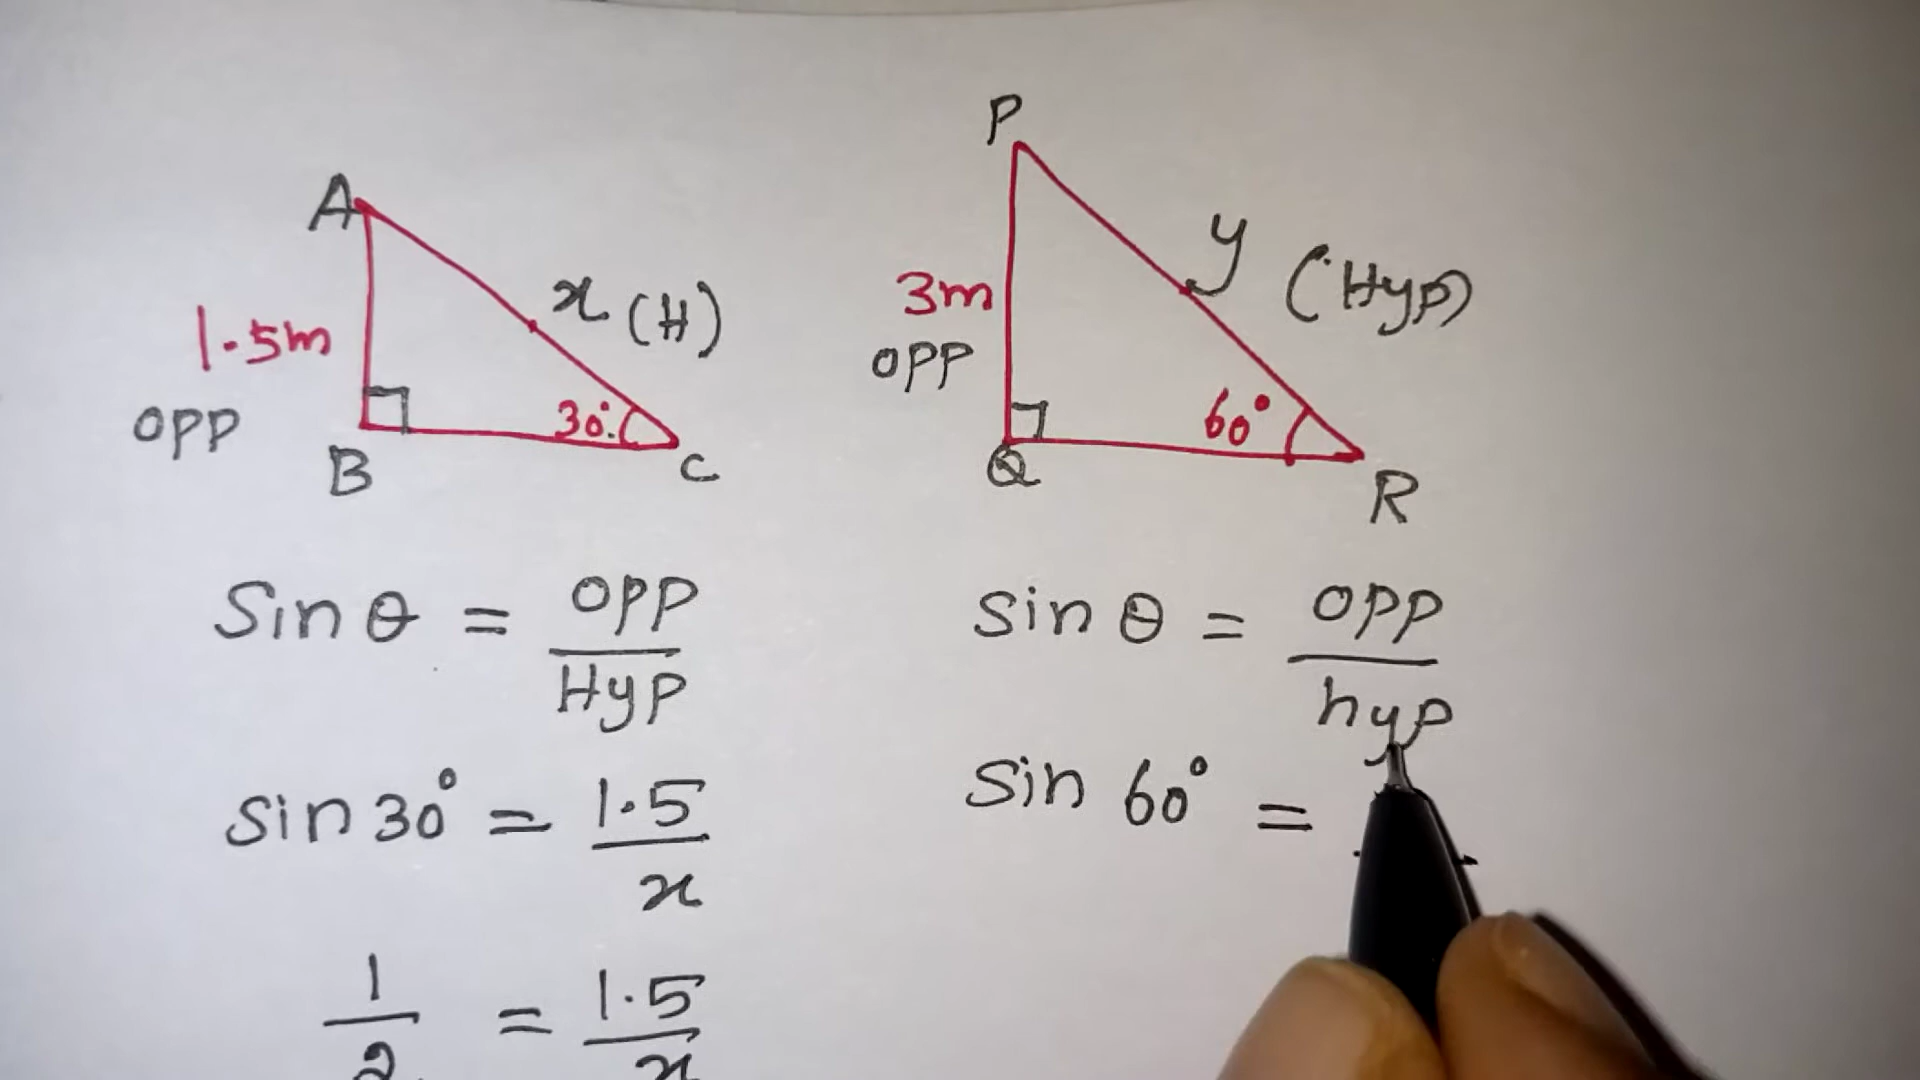 A
1.5m
opp
B
x (H)
30°
C
P
3m
opp
Q
y (Hyp)
60°
R
Sin θ = opp
Hyp
sin 30° = 1.5
x
1 = 1.5
2 x
sin θ = opp
hyp
sin 60° =